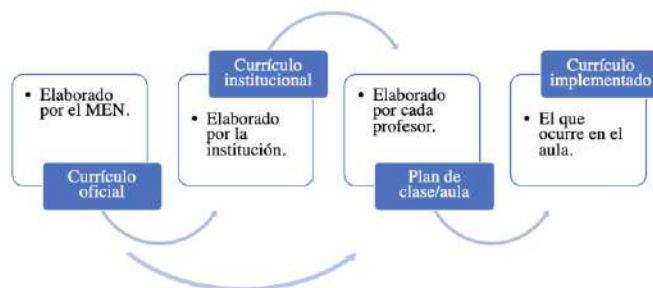 • Elaborado
por el MEN.
Currículo
oficial
Currículo
institucional
• Elaborado
por la
institución.
• Elaborado
por cada
profesor.
Plan de
clase/aula
Currículo
implementado
• El que
ocurre en el
aula.